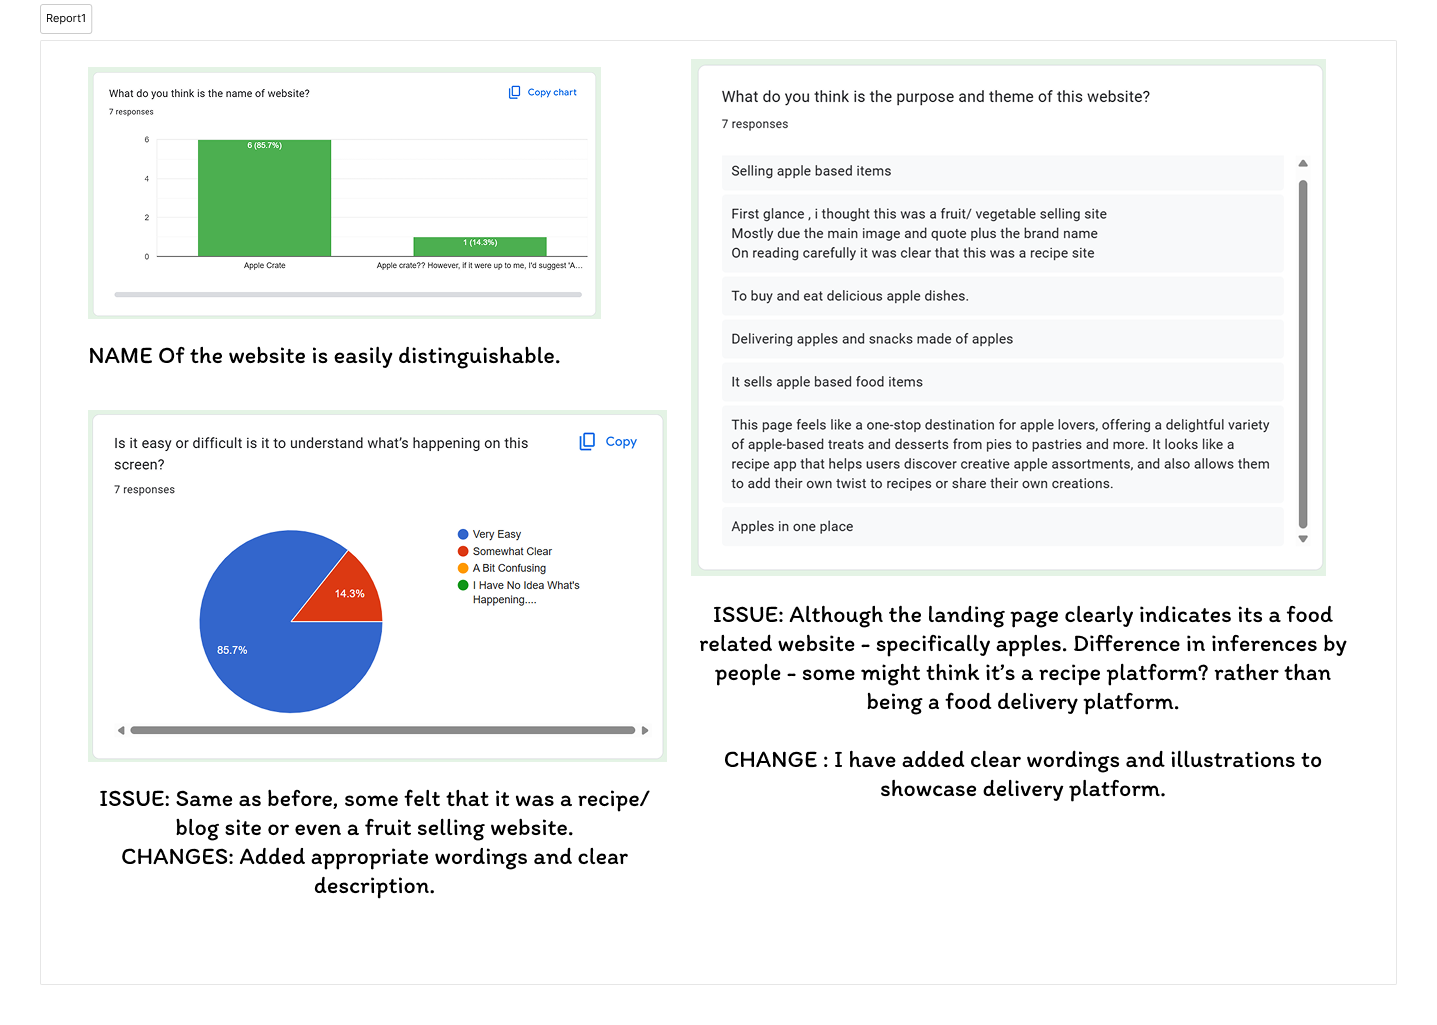 Report1
What do you think is the name of website?
Copy chart
7 responses
6
4
2
0
6 (85.7%)
1 (14.3%)
Apple Crate
Apple crate?? However, if it were up to me, I'd suggest "A...
NAME Of the website is easily distinguishable.
Is it easy or difficult is it to understand what's happening on this
screen?
Copy
7 responses
Very Easy
Somewhat Clear
A Bit Confusing
I Have No Idea What's
Happening....
14.3%
85.7%
ISSUE: Same as before, some felt that it was a recipe/
blog site or even a fruit selling website.
CHANGES: Added appropriate wordings and clear
description.
What do you think is the purpose and theme of this website?
7 responses
Selling apple based items
First glance , i thought this was a fruit/ vegetable selling site
Mostly due the main image and quote plus the brand name
On reading carefully it was clear that this was a recipe site
To buy and eat delicious apple dishes.
Delivering apples and snacks made of apples
It sells apple based food items
This page feels like a one-stop destination for apple lovers, offering a delightful variety
of apple-based treats and desserts from pies to pastries and more. It looks like a
recipe app that helps users discover creative apple assortments, and also allows them
to add their own twist to recipes or share their own creations.
Apples in one place
ISSUE: Although the landing page clearly indicates its a food
related website - specifically apples. Difference in inferences by
people - some might think it's a recipe platform? rather than
being a food delivery platform.
CHANGE : I have added clear wordings and illustrations to
showcase delivery platform.